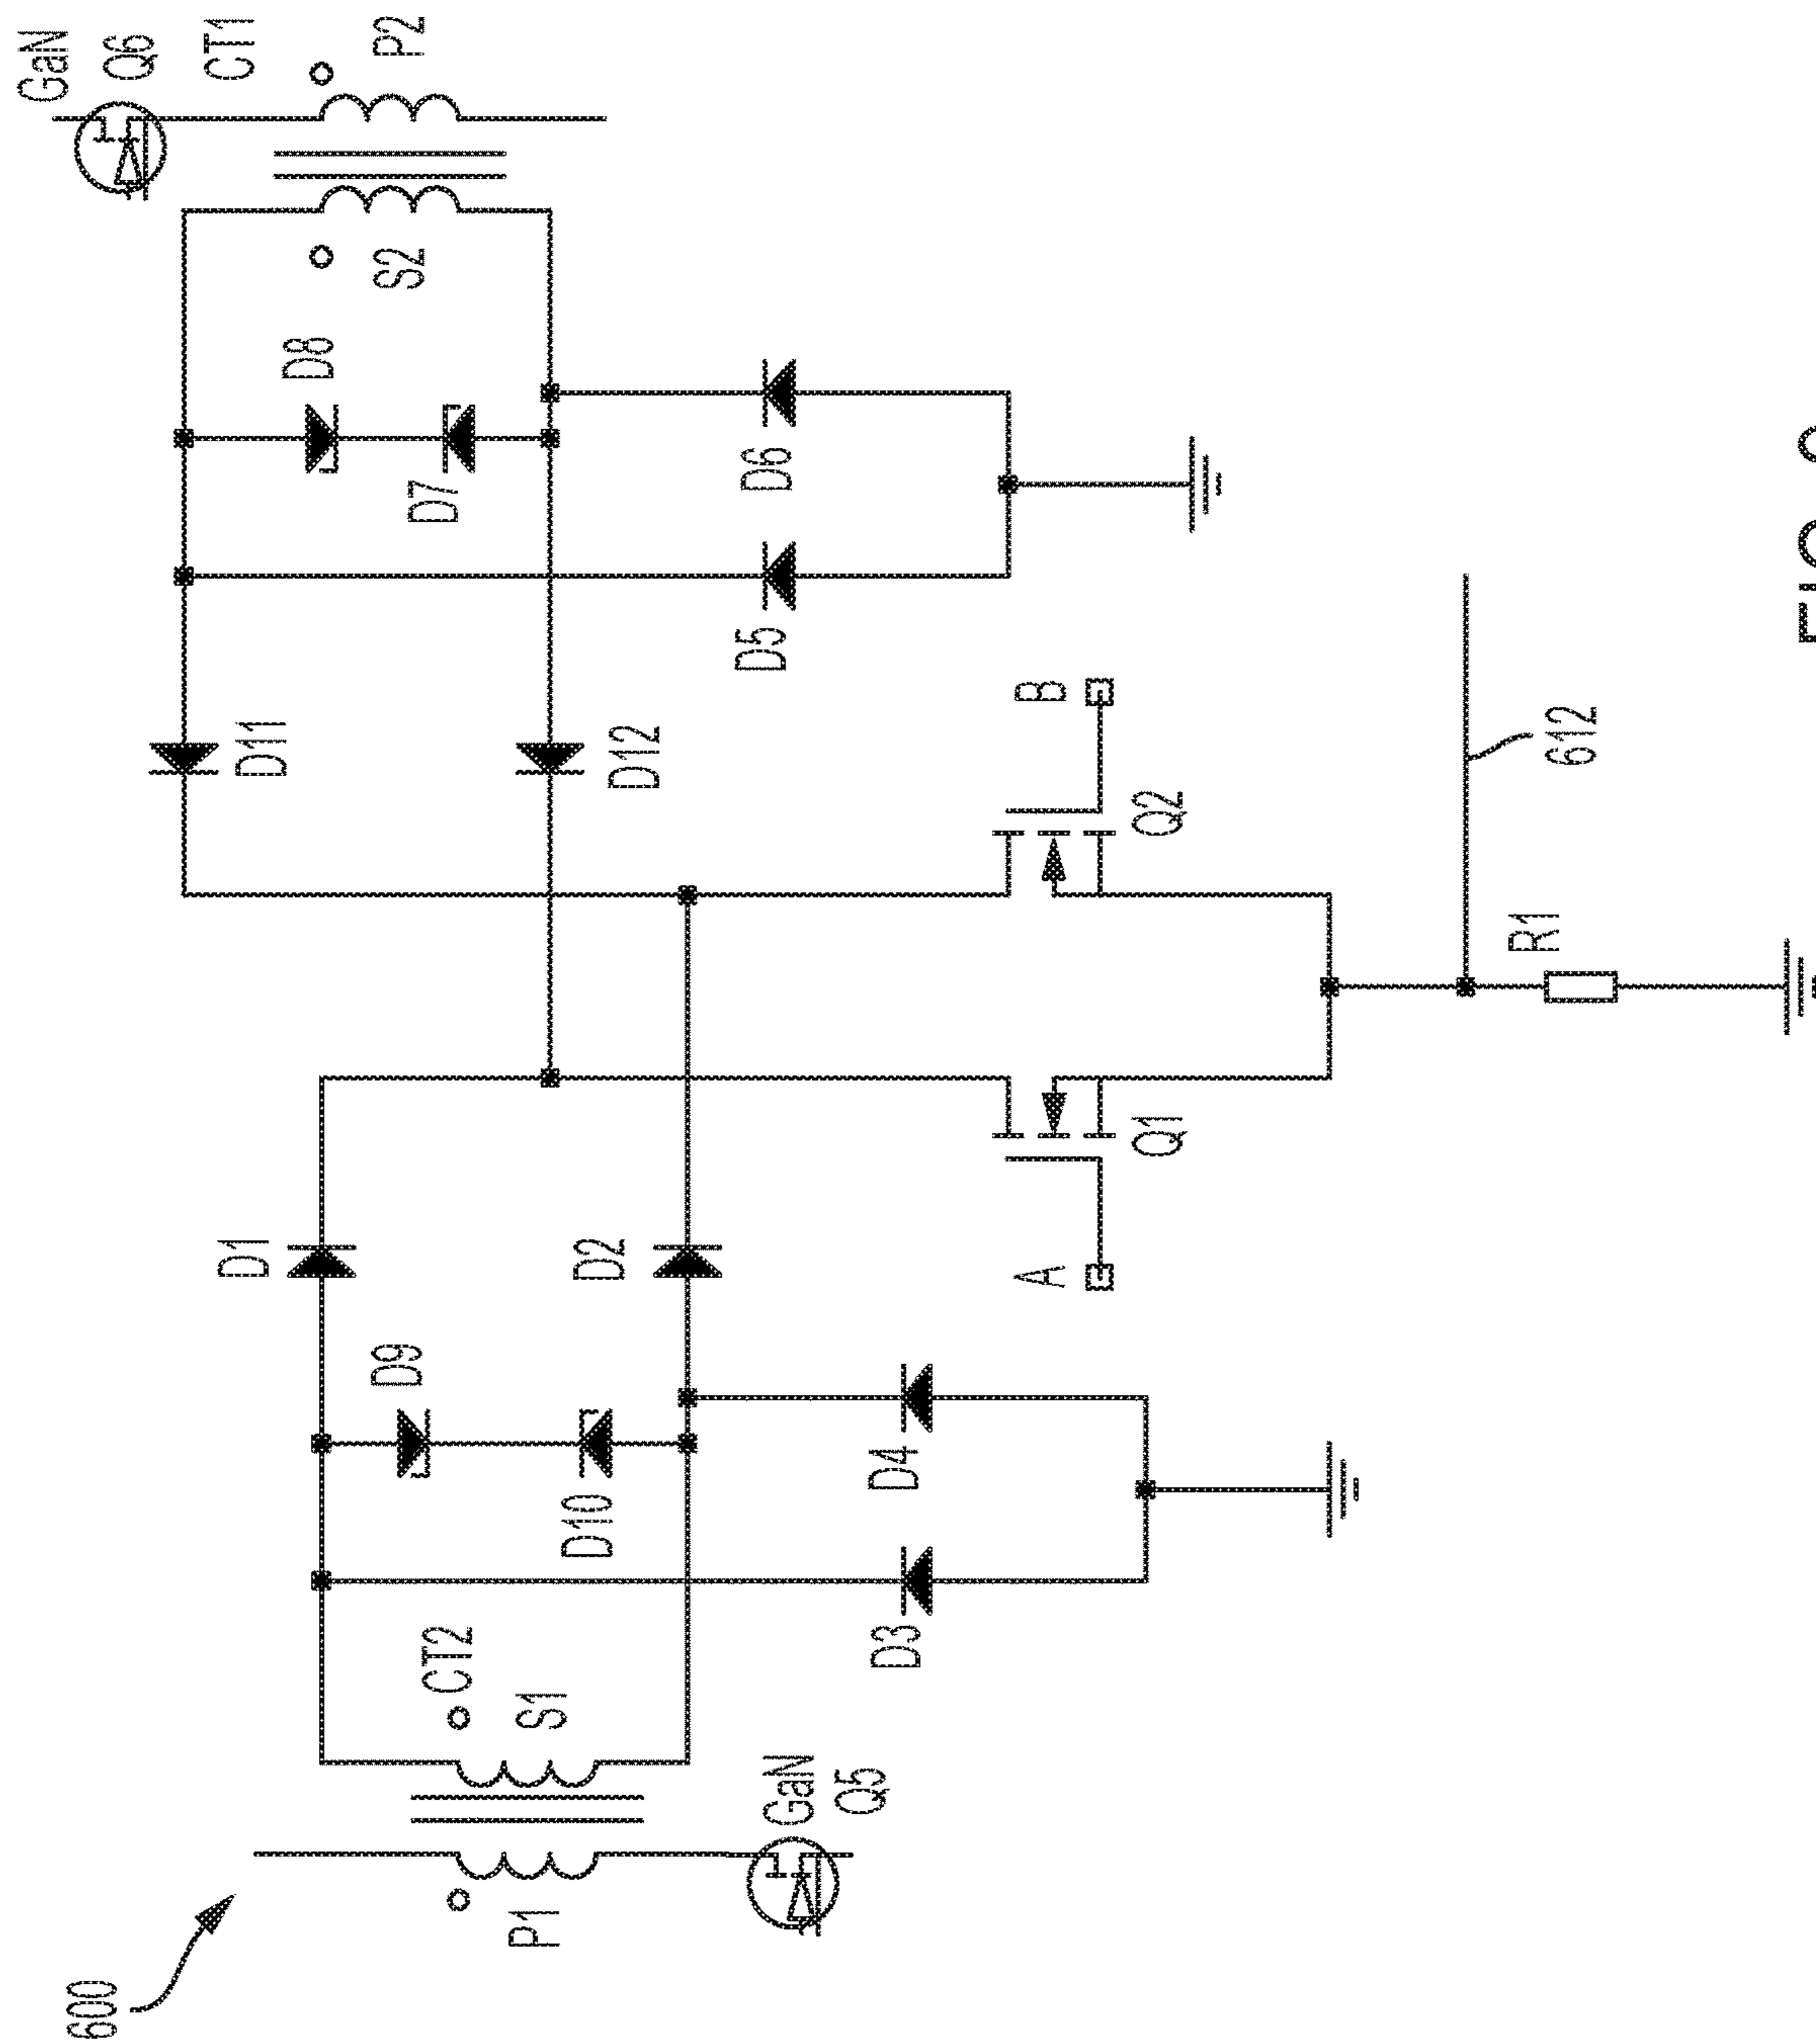 600
P1
CT2
S1
GaN
Q5
D3
D4
D10
D9
D1
D2
A
Q1
R1
612
Q2
B
D11
D12
D5
D6
D7
D8
S2
GaN
Q6
CT1
P2